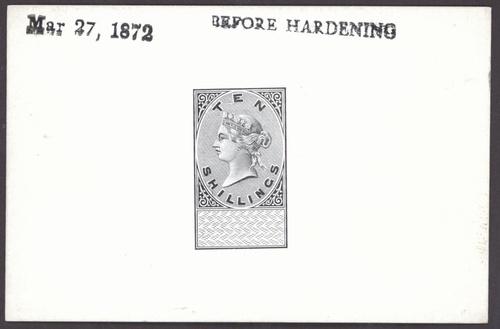 Mar 27, 1872
BEFORE HARDENING
TEN
SHILLINGS